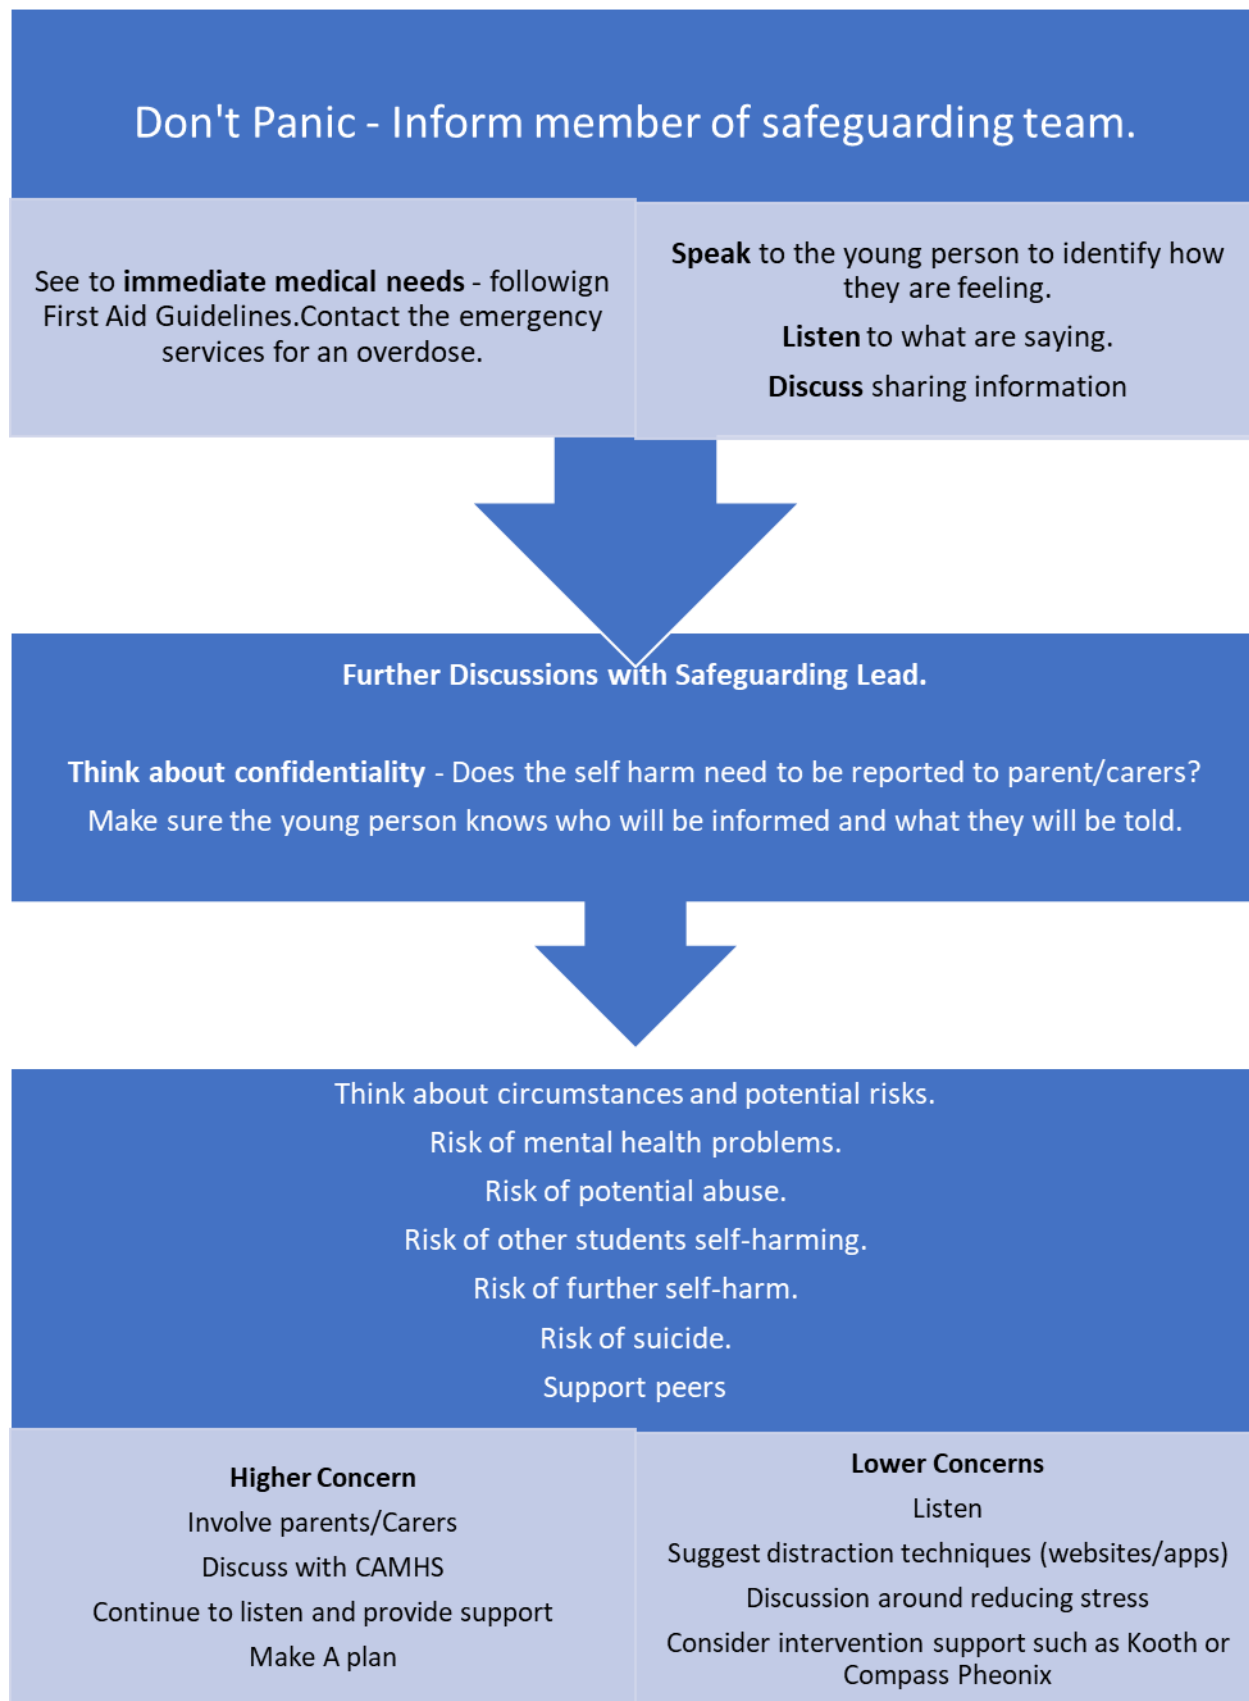 Don't Panic - Inform member of safeguarding team.
See to immediate medical needs - followign
First Aid Guidelines.Contact the emergency
services for an overdose.
Speak to the young person to identify how
they are feeling.
Listen to what are saying.
Discuss sharing information
Further Discussions with Safeguarding Lead.
Think about confidentiality - Does the self harm need to be reported to parent/carers?
Make sure the young person knows who will be informed and what they will be told.
Think about circumstances and potential risks.
Risk of mental health problems.
Risk of potential abuse.
Risk of other students self-harming.
Risk of further self-harm.
Risk of suicide.
Support peers
Higher Concern
Involve parents/Carers
Discuss with CAMHS
Continue to listen and provide support
Make A plan
Lower Concerns
Listen
Suggest distraction techniques (websites/apps)
Discussion around reducing stress
Consider intervention support such as Kooth or
Compass Pheonix